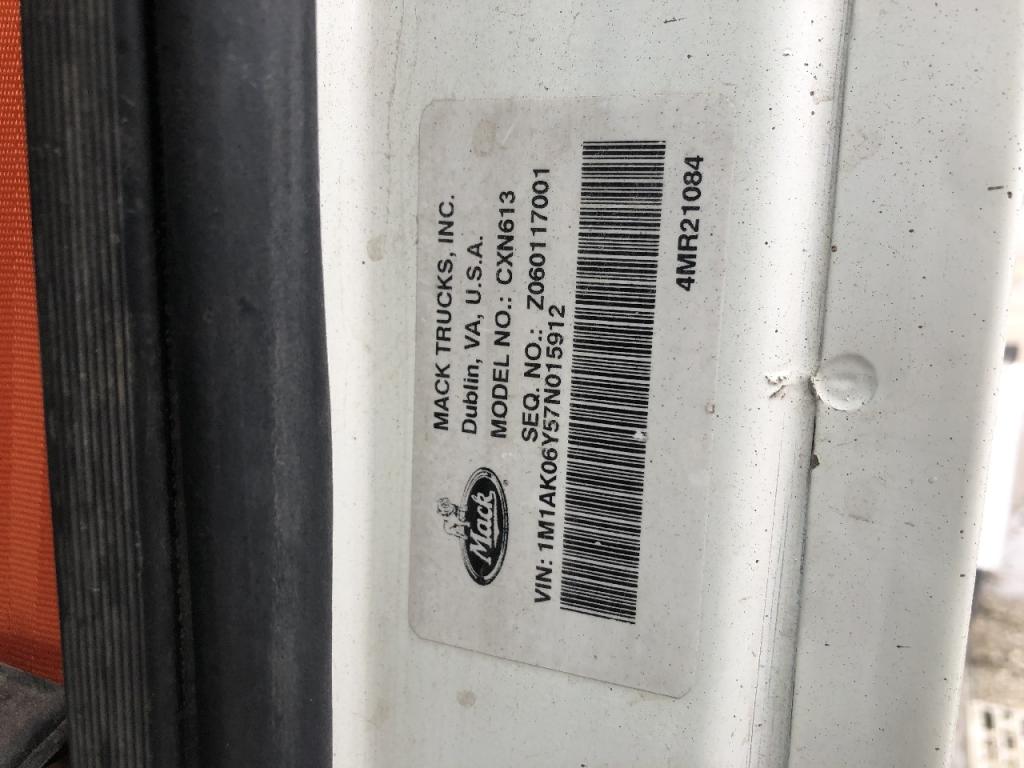 MACK TRUCKS, INC.
Dublin, VA, U.S.A.
MODEL NO.: CXN613
SEQ. NO.: Z060117001
Mack
VIN: 1M1AK06Y57N015912
4MR21084